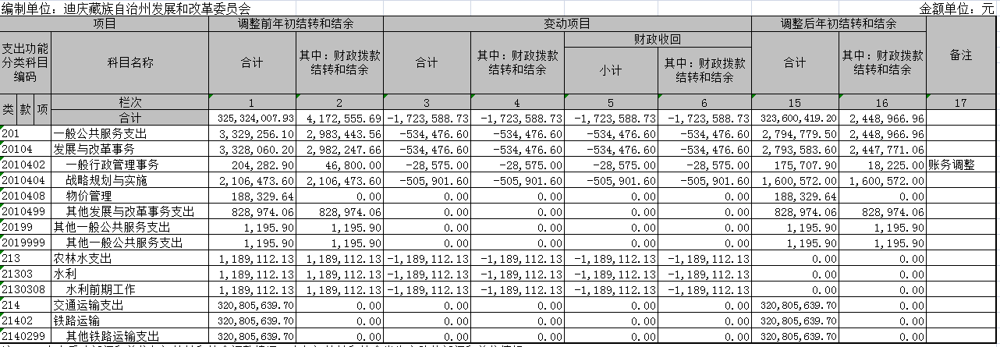 编制单位：迪庆藏族自治州发展和改革委员会 金额单位：元
项目 调整前年初结转和结余 变动项目 调整后年初结转和结余 备注
支出功能分类科目编码 科目名称 合计 其中：财政拨款结转和结余 合计 其中：财政拨款结转和结余 财政收回 合计 其中：财政拨款结转和结余
小计 其中：财政拨款结转和结余
类 款 项 栏次 1 2 3 4 5 6 15 16 17
合计 325,324,007.93 4,172,555.69 -1,723,588.73 -1,723,588.73 -1,723,588.73 -1,723,588.73 323,600,419.20 2,448,966.96
201 一般公共服务支出 3,329,256.10 2,983,443.56 -534,476.60 -534,476.60 -534,476.60 -534,476.60 2,794,779.50 2,448,966.96
20104 发展与改革事务 3,328,060.20 2,982,247.66 -534,476.60 -534,476.60 -534,476.60 -534,476.60 2,793,583.60 2,447,771.06
2010402 一般行政管理事务 204,282.90 46,800.00 -28,575.00 -28,575.00 -28,575.00 -28,575.00 175,707.90 18,225.00 账务调整
2010404 战略规划与实施 2,106,473.60 2,106,473.60 -505,901.60 -505,901.60 -505,901.60 -505,901.60 1,600,572.00 1,600,572.00
2010408 物价管理 188,329.64 0.00 0.00 0.00 0.00 0.00 188,329.64 0.00
2010499 其他发展与改革事务支出 828,974.06 828,974.06 0.00 0.00 0.00 0.00 828,974.06 828,974.06
20199 其他一般公共服务支出 1,195.90 1,195.90 0.00 0.00 0.00 0.00 1,195.90 1,195.90
2019999 其他一般公共服务支出 1,195.90 1,195.90 0.00 0.00 0.00 0.00 1,195.90 1,195.90
213 农林水支出 1,189,112.13 1,189,112.13 -1,189,112.13 -1,189,112.13 -1,189,112.13 -1,189,112.13 0.00 0.00
21303 水利 1,189,112.13 1,189,112.13 -1,189,112.13 -1,189,112.13 -1,189,112.13 -1,189,112.13 0.00 0.00
2130308 水利前期工作 1,189,112.13 1,189,112.13 -1,189,112.13 -1,189,112.13 -1,189,112.13 -1,189,112.13 0.00 0.00
214 交通运输支出 320,805,639.70 0.00 0.00 0.00 0.00 0.00 320,805,639.70 0.00
21402 铁路运输 320,805,639.70 0.00 0.00 0.00 0.00 0.00 320,805,639.70 0.00
2140299 其他铁路运输支出 320,805,639.70 0.00 0.00 0.00 0.00 0.00 320,805,639.70 0.00